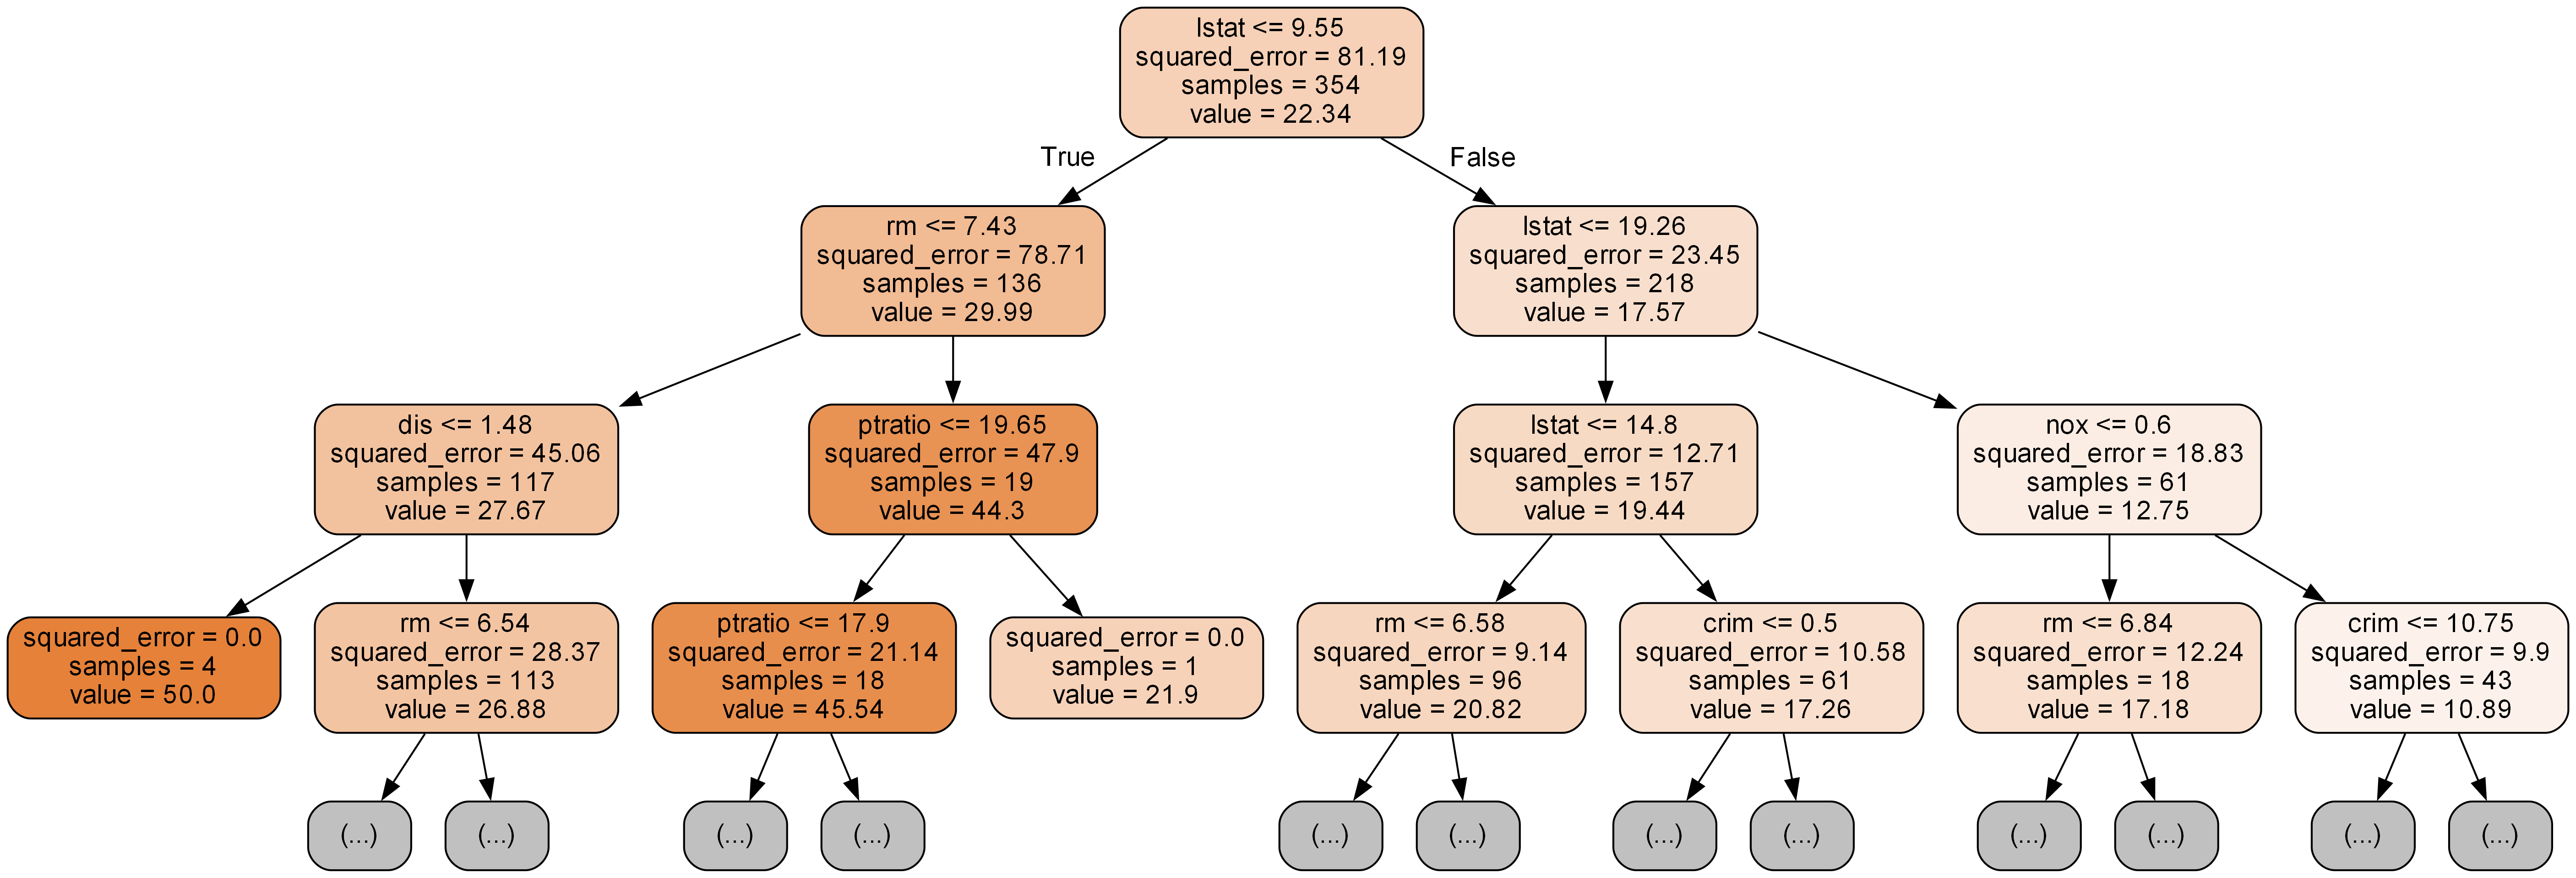 lstat <= 9.55
squared_error = 81.19
samples = 354
value = 22.34
True
False
rm <= 7.43
squared_error = 78.71
samples = 136
value = 29.99
lstat <= 19.26
squared_error = 23.45
samples = 218
value = 17.57
dis <= 1.48
squared_error = 45.06
samples = 117
value = 27.67
ptratio <= 19.65
squared_error = 47.9
samples = 19
value = 44.3
lstat <= 14.8
squared_error = 12.71
samples = 157
value = 19.44
nox <= 0.6
squared_error = 18.83
samples = 61
value = 12.75
squared_error = 0.0
samples = 4
value = 50.0
rm <= 6.54
squared_error = 28.37
samples = 113
value = 26.88
ptratio <= 17.9
squared_error = 21.14
samples = 18
value = 45.54
squared_error = 0.0
samples = 1
value = 21.9
rm <= 6.58
squared_error = 9.14
samples = 96
value = 20.82
crim <= 0.5
squared_error = 10.58
samples = 61
value = 17.26
rm <= 6.84
squared_error = 12.24
samples = 18
value = 17.18
crim <= 10.75
squared_error = 9.9
samples = 43
value = 10.89
(...)
(...)
(...)
(...)
(...)
(...)
(...)
(...)
(...)
(...)
(...)
(...)